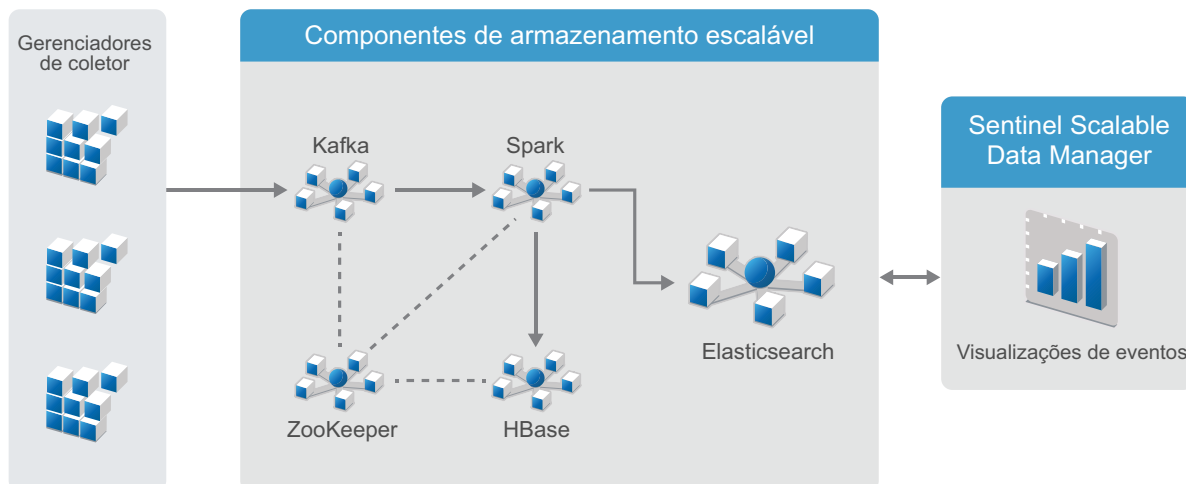 Gerenciadores
de coletor
Componentes de armazenamento escalável
Kafka
Spark
Elasticsearch
ZooKeeper
HBase
Sentinel Scalable
Data Manager
Visualizações de eventos